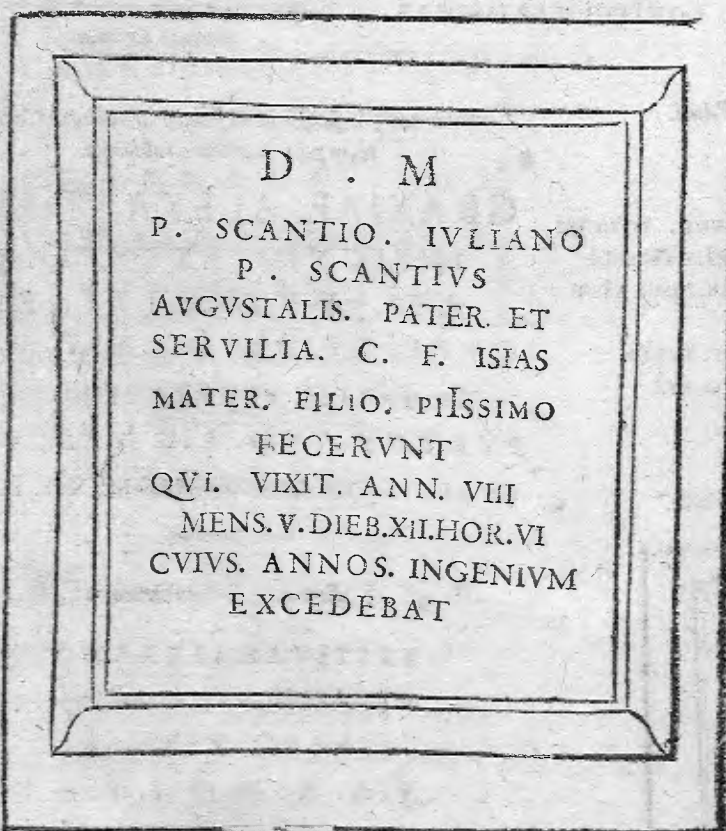 D . M
P. SCANTIO. IVLIANO
P. SCANTIVS
AVGVSTALIS. PATER. ET
SERVILIA. C. F. ISIAS
MATER. FILIO. PIISSIMO
FECERVNT
QVI. VIXIT. ANN. VIII
MENS.V.DIEB.XII.HOR.VI
CVIVS. ANNOS. INGENIVM
EXCEDEBAT